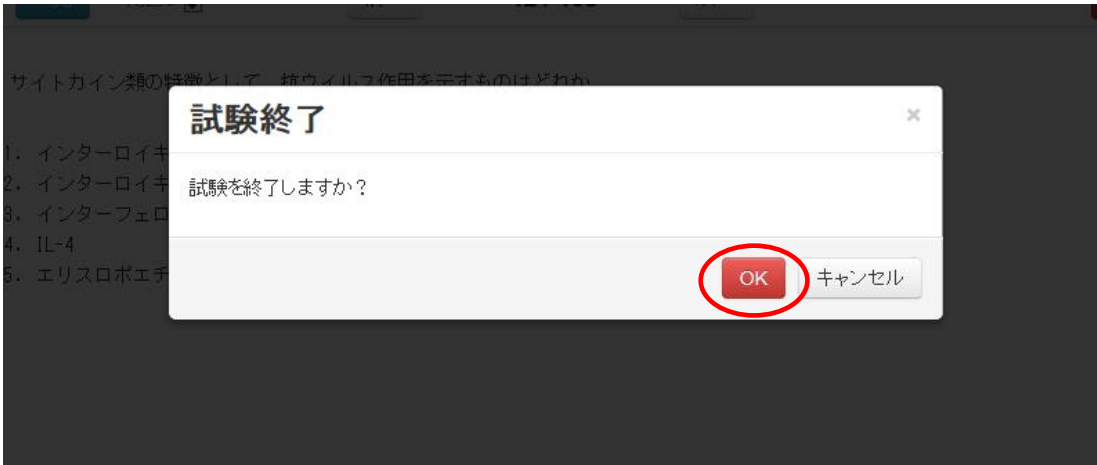 サイトカイン類の特徴として、抗ウイルス作用を示すものはどれか
試験終了
×
1. インターロイキ
2. インターロイキ
試験を終了しますか？
3. インターフェロ
4. IL-4
5. エリスロポエチ
OK
キャンセル